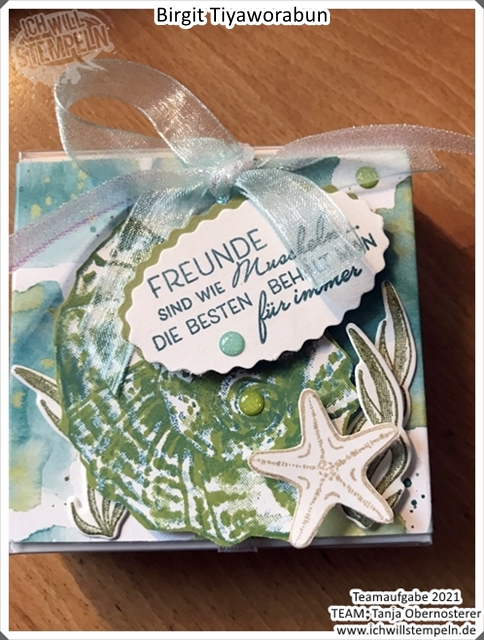 Birgit Tiyaworabun
ICH WILL
STEMPELN
FREUNDE
SIND WIE Muscheln –
DIE BESTEN BEHÄLT MAN
für immer
Teamaufgabe 2021
TEAM: Tanja Obernosterer
www.ichwillstempeln.de